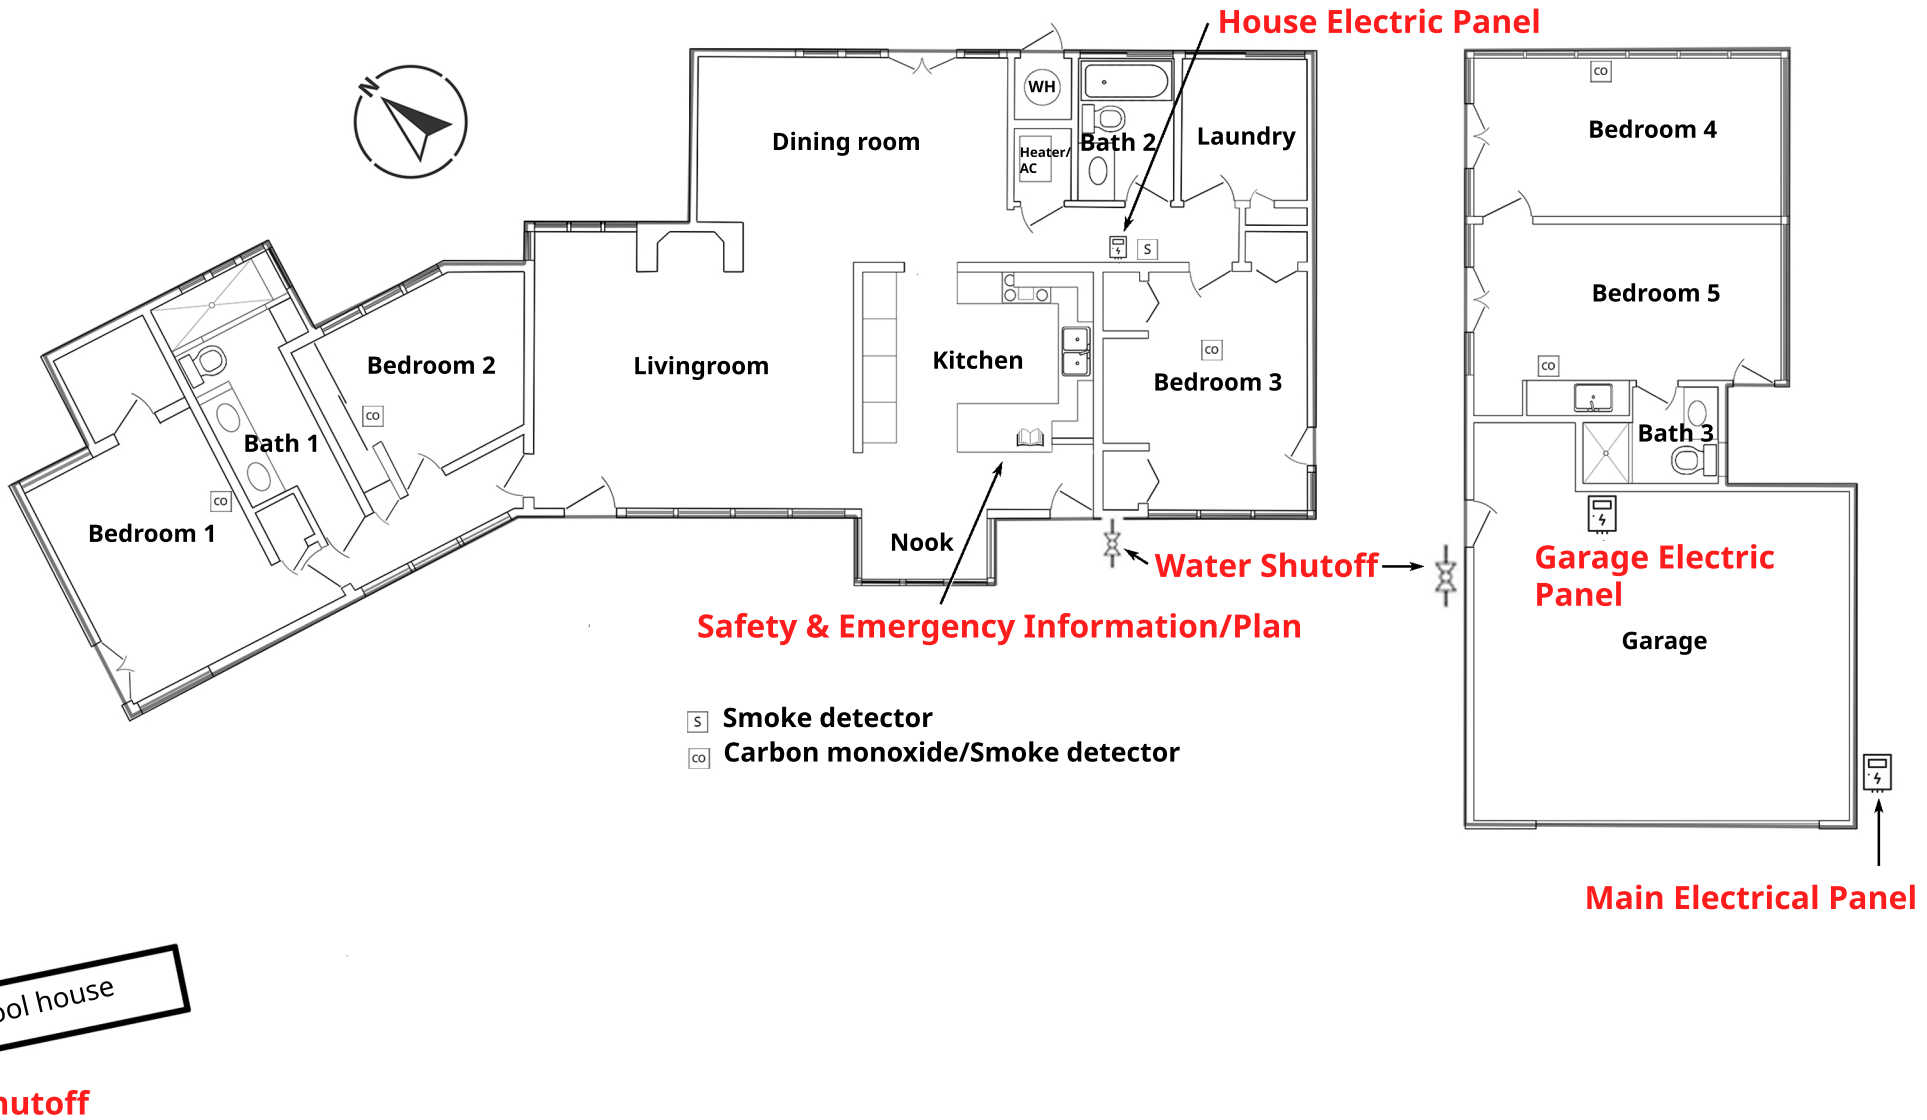 House Electric Panel
N
WH
CO
Dining room
Bath 2
Laundry
Bedroom 4
Heater/
AC
S
Bedroom 5
CO
Bedroom 2
Livingroom
Kitchen
CO
Bedroom 3
CO
CO
Bath 1
Bath 3
CO
Bedroom 1
Nook
Water Shutoff
Garage Electric
Panel
Safety & Emergency Information/Plan
Garage
S Smoke detector
CO Carbon monoxide/Smoke detector
Main Electrical Panel
ool house
hutoff